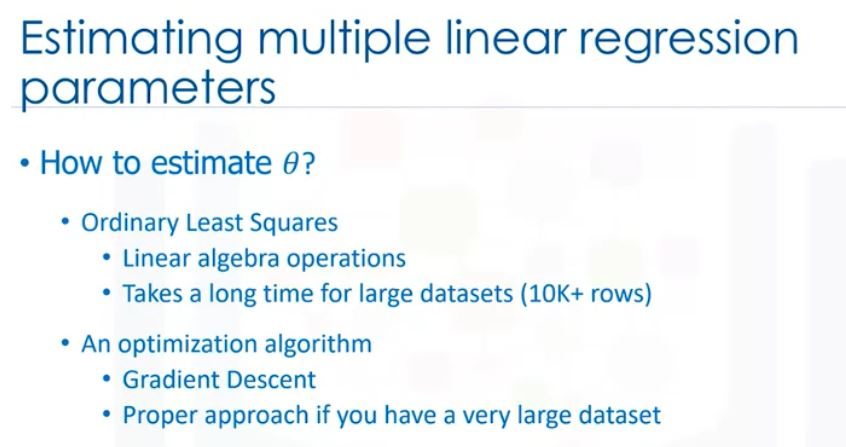 Estimating multiple linear regression
parameters
• How to estimate θ?
• Ordinary Least Squares
• Linear algebra operations
• Takes a long time for large datasets (10K+ rows)
• An optimization algorithm
• Gradient Descent
• Proper approach if you have a very large dataset